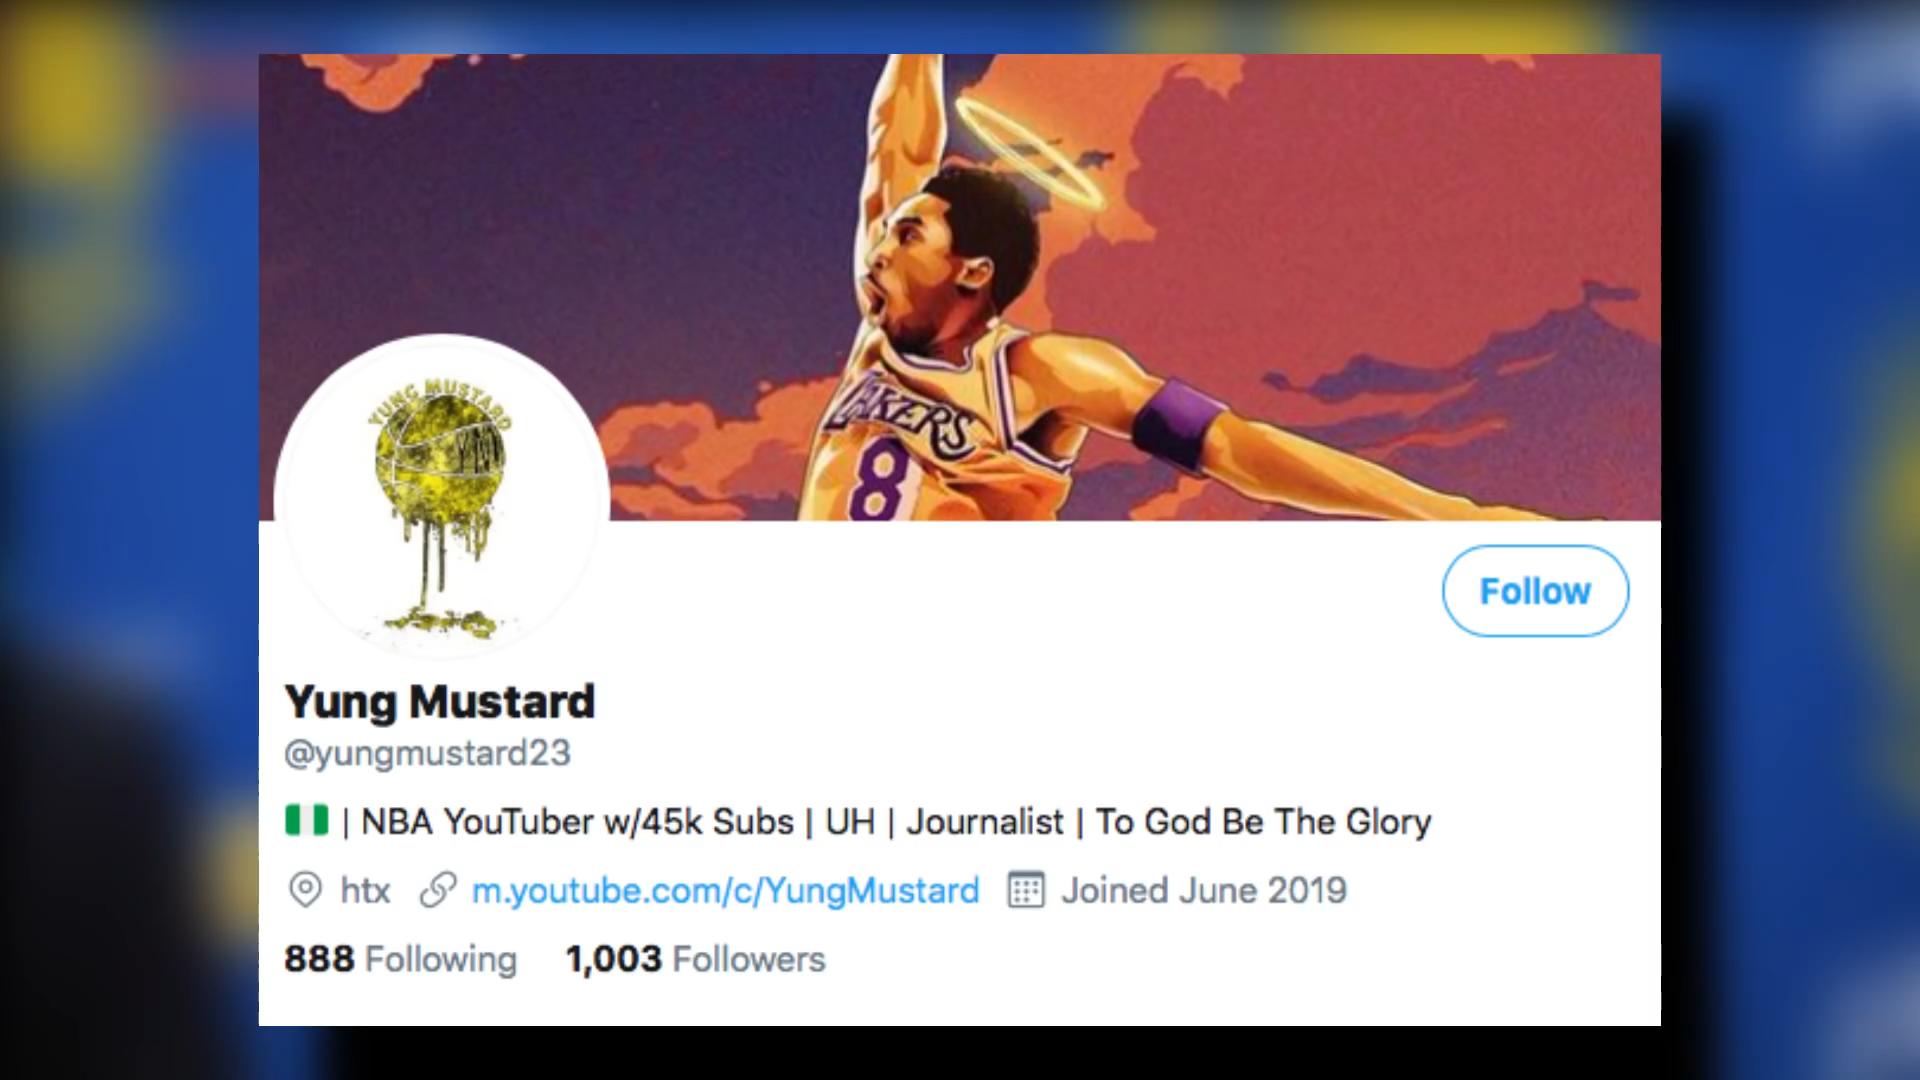 LAKERS
8
YUNG MUSTARD
YM
Follow
Yung Mustard
@yungmustard23
🇳🇬 | NBA YouTuber w/45k Subs | UH | Journalist | To God Be The Glory
htx m.youtube.com/c/YungMustard Joined June 2019
888 Following 1,003 Followers